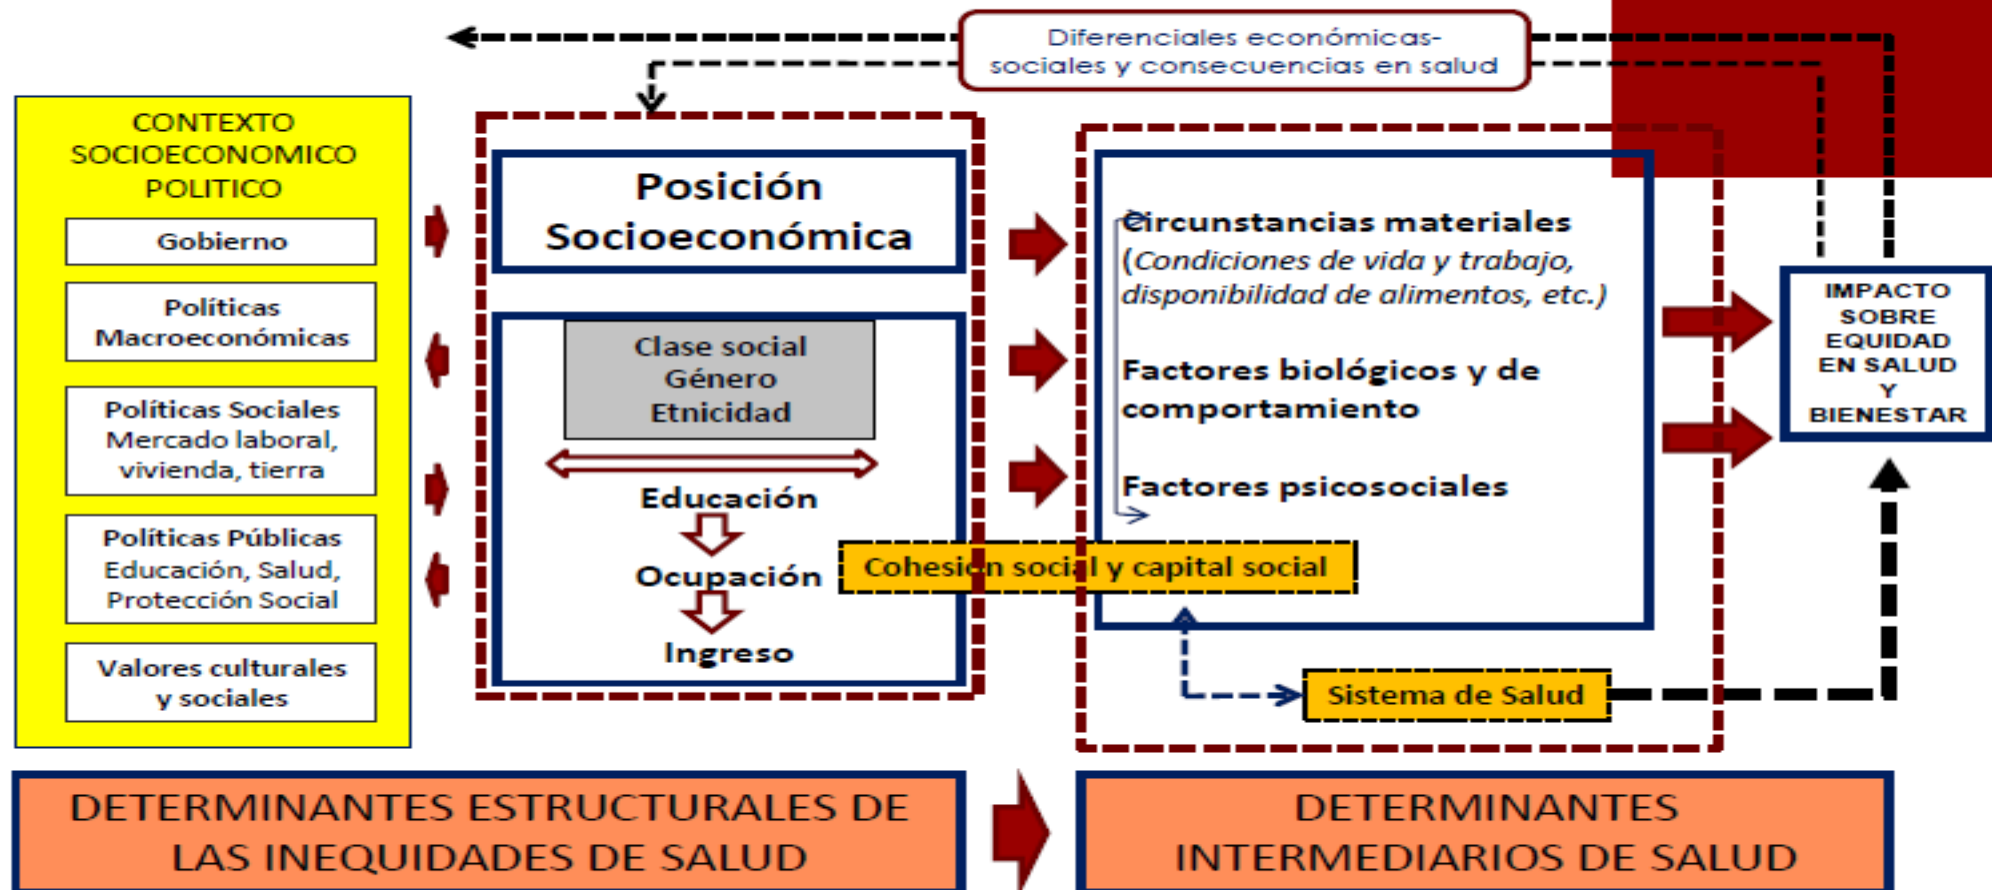 Diferenciales económicas-
sociales y consecuencias en salud
CONTEXTO
SOCIOECONOMICO
POLITICO
Gobierno
Políticas
Macroeconómicas
Políticas Sociales
Mercado laboral,
vivienda, tierra
Políticas Públicas
Educación, Salud,
Protección Social
Valores culturales
y sociales
Posición
Socioeconómica
Clase social
Género
Etnicidad
Educación
Ocupación
Ingreso
Cohesión social y capital social
Circunstancias materiales
(Condiciones de vida y trabajo,
disponibilidad de alimentos, etc.)
Factores biológicos y de
comportamiento
Factores psicosociales
Sistema de Salud
IMPACTO
SOBRE
EQUIDAD
EN SALUD
Y
BIENESTAR
DETERMINANTES ESTRUCTURALES DE
LAS INEQUIDADES DE SALUD
DETERMINANTES
INTERMEDIARIOS DE SALUD